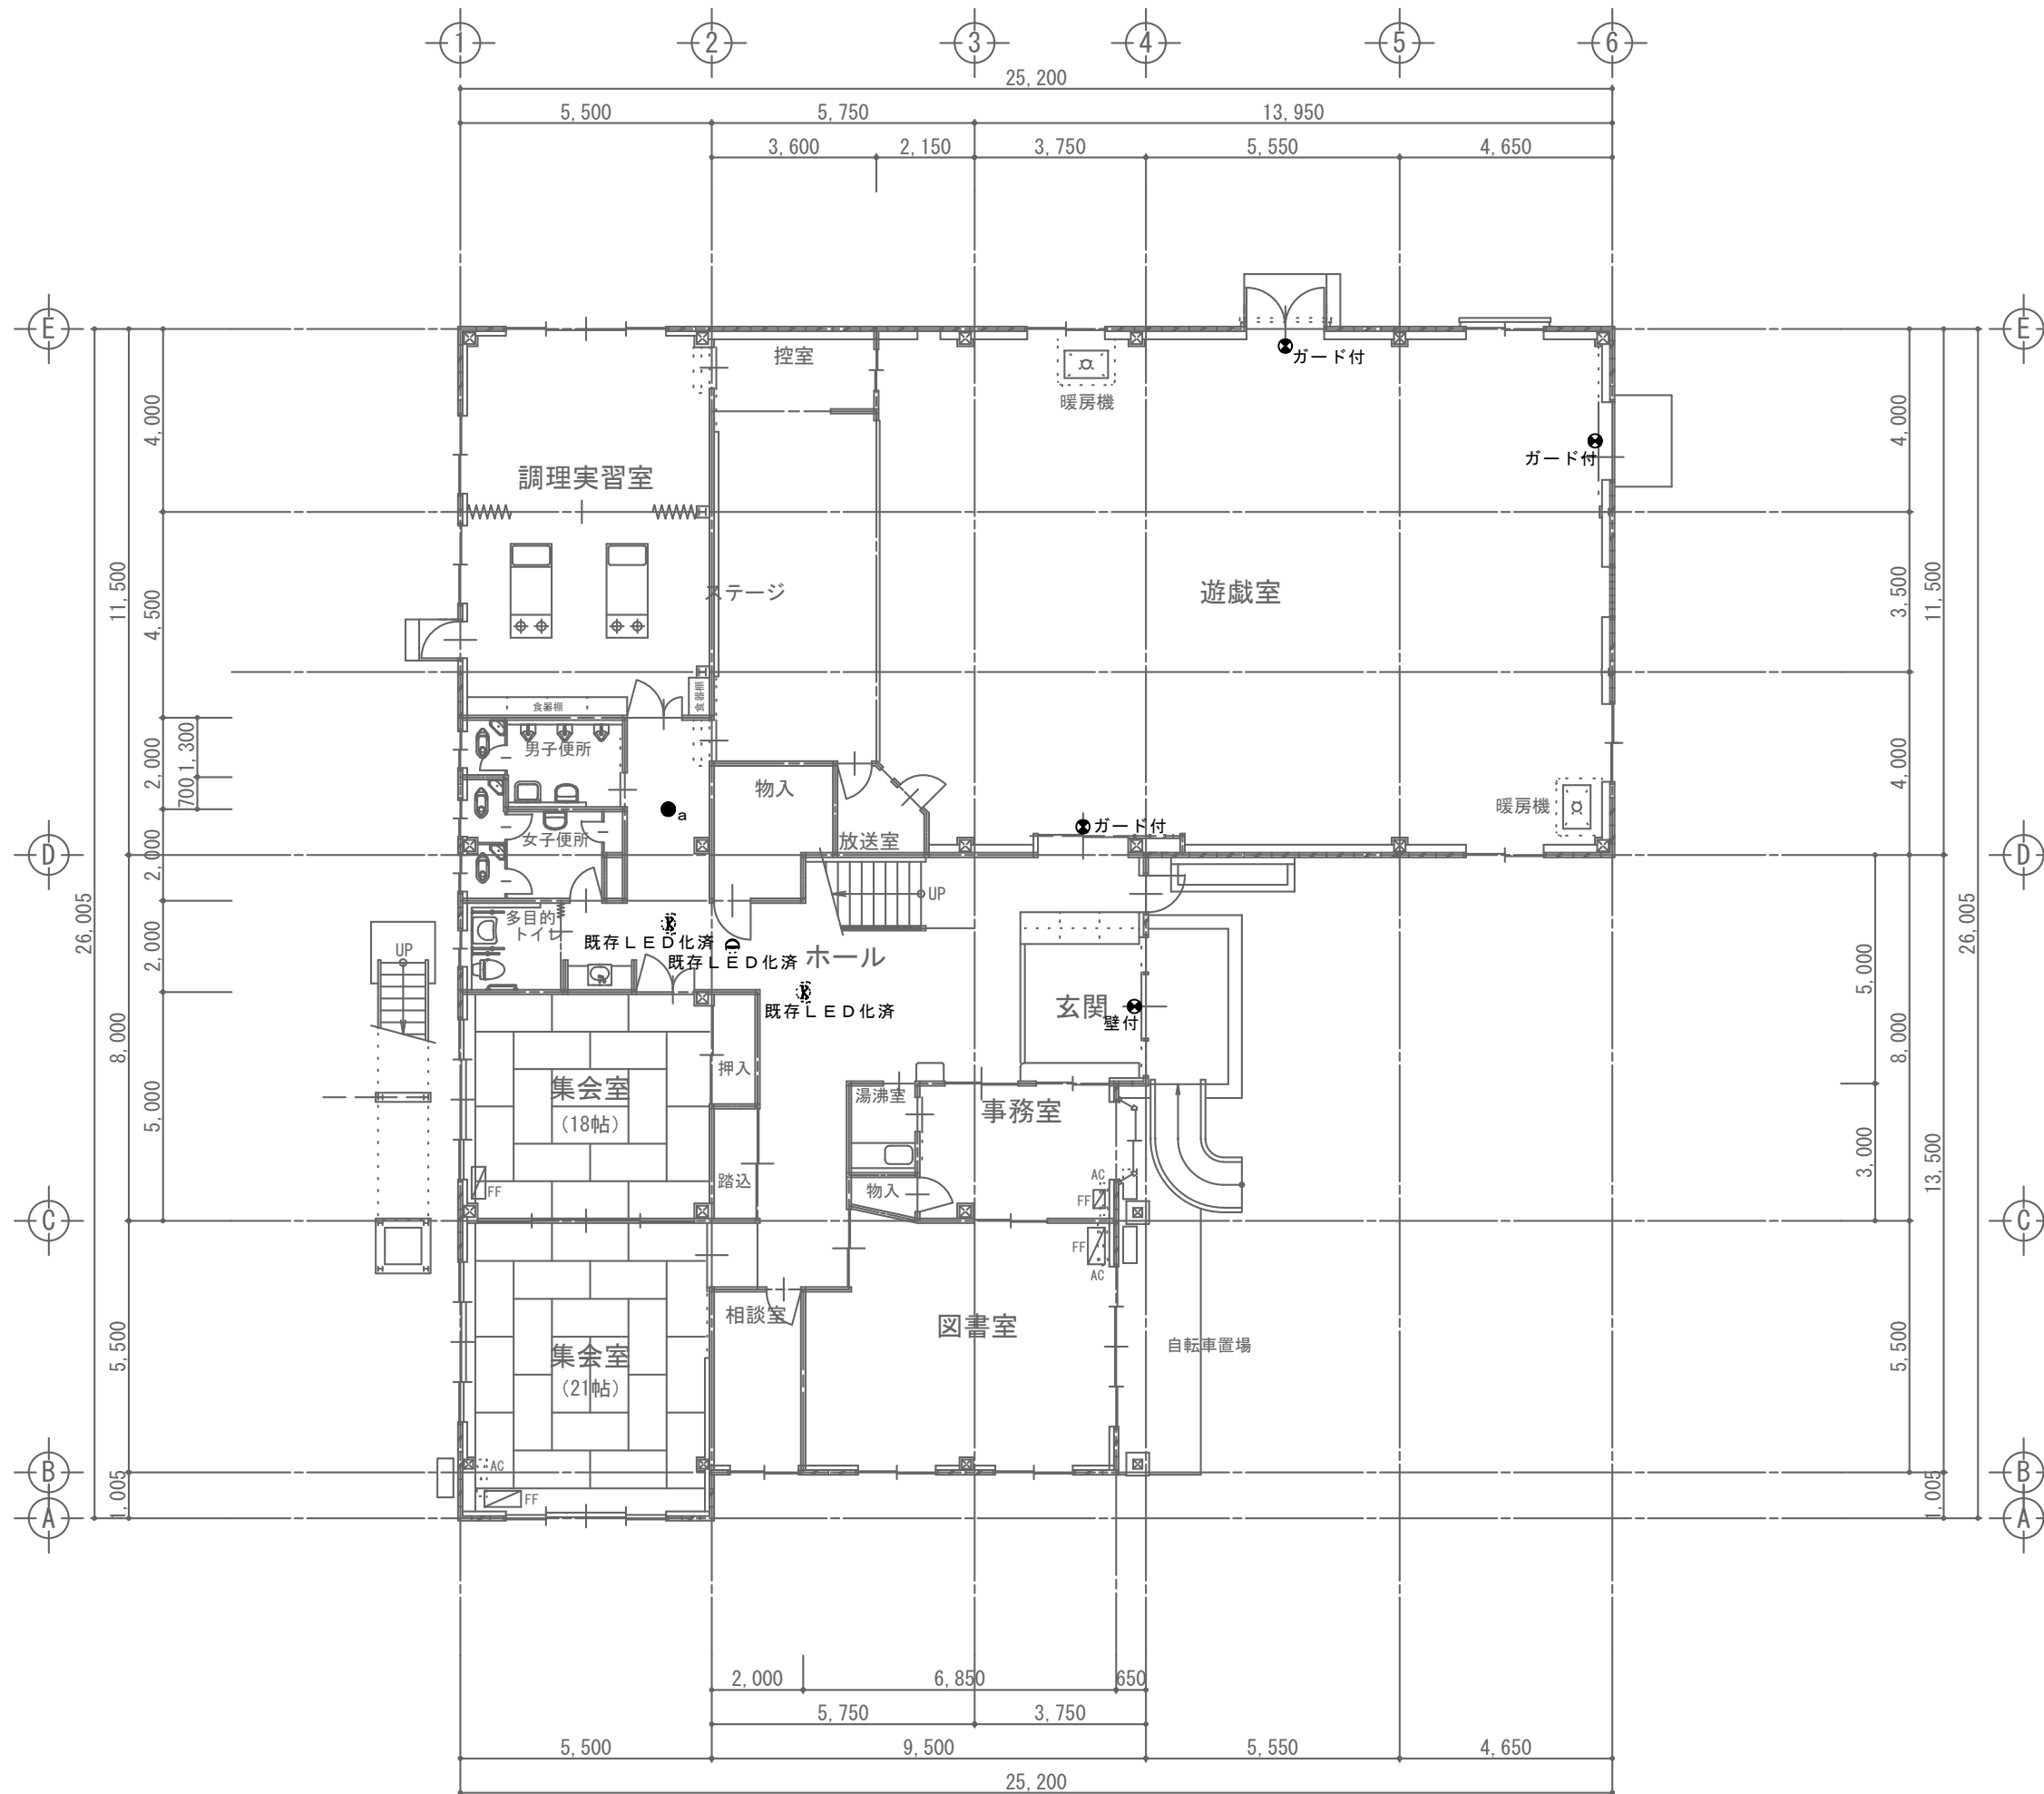 1 2 3 4 5 6
25,200
5,500 5,750 13,950
3,600 2,150 3,750 5,550 4,650
E E
控室
ガード付
暖房機
4,000 4,000
ガード付
調理実習室
11,500 4,500 3,500 11,500
ステージ
遊戯室
食器棚
食器棚
男子便所
2,000 1,300
700
物入
4,000
暖房機
a
ガード付
女子便所
放送室
D D
2,000
UP
26,005 26,005
多目的
トイレ
2,000
UP
既存LED化済
既存LED化済
ホール
5,000
既存LED化済
玄関
壁付
8,000 8,000
押入
集会室
(18帖)
湯沸室
事務室
5,000
3,000
踏込
物入
AC
FF
FF
13,500
C C
FF
AC
相談室
図書室
5,500 5,500
自転車置場
集会室
(21帖)
AC
FF
B B
1,005 1,005
A A
2,000 6,850 650
5,750 3,750
5,500 9,500 5,550 4,650
25,200